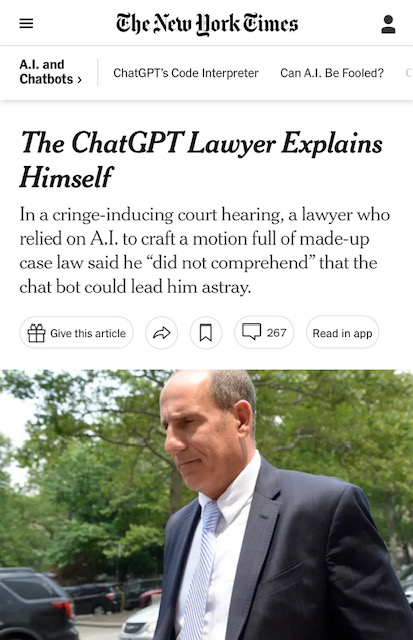 The New York Times
A.I. and
Chatbots ›
ChatGPT's Code Interpreter
Can A.I. Be Fooled?
The ChatGPT Lawyer Explains
Himself
In a cringe-inducing court hearing, a lawyer who
relied on A.I. to craft a motion full of made-up
case law said he “did not comprehend” that the
chat bot could lead him astray.
Give this article
267
Read in app